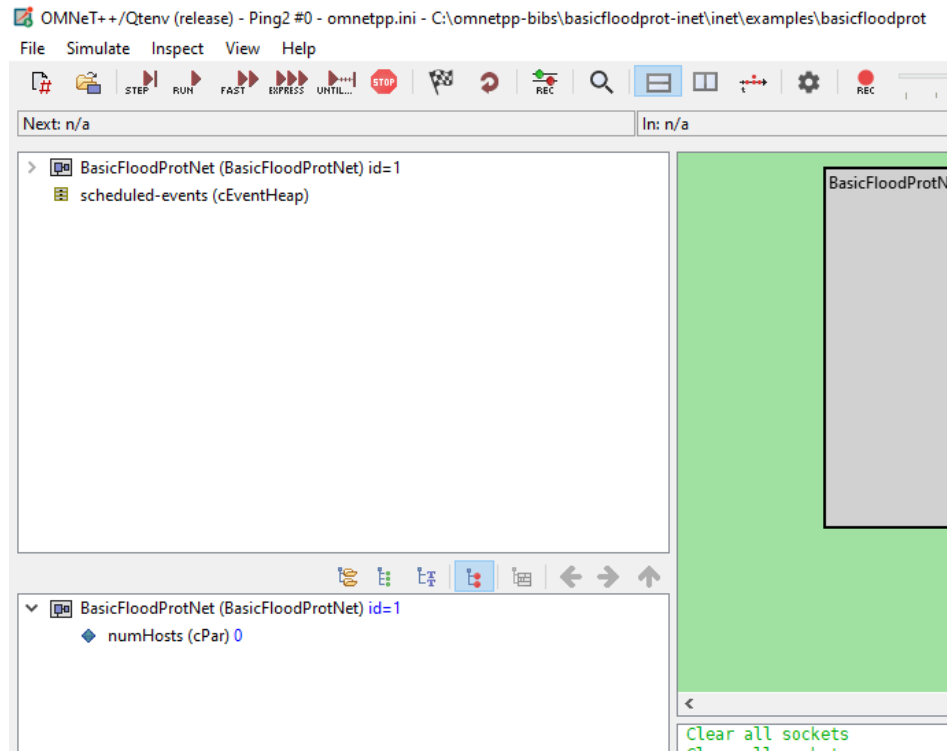 OMNeT++/Qtenv (release) - Ping2 #0 - omnetpp.ini - C:\omnetpp-bibs\basicfloodprot-inet\inet\examples\basicfloodprot
File Simulate Inspect View Help
STEP RUN FAST EXPRESS UNTIL... STOP REC REC
Next: n/a In: n/a
BasicFloodProtNet (BasicFloodProtNet) id=1
scheduled-events (cEventHeap)
BasicFloodProtN
BasicFloodProtNet (BasicFloodProtNet) id=1
numHosts (cPar) 0
Clear all sockets